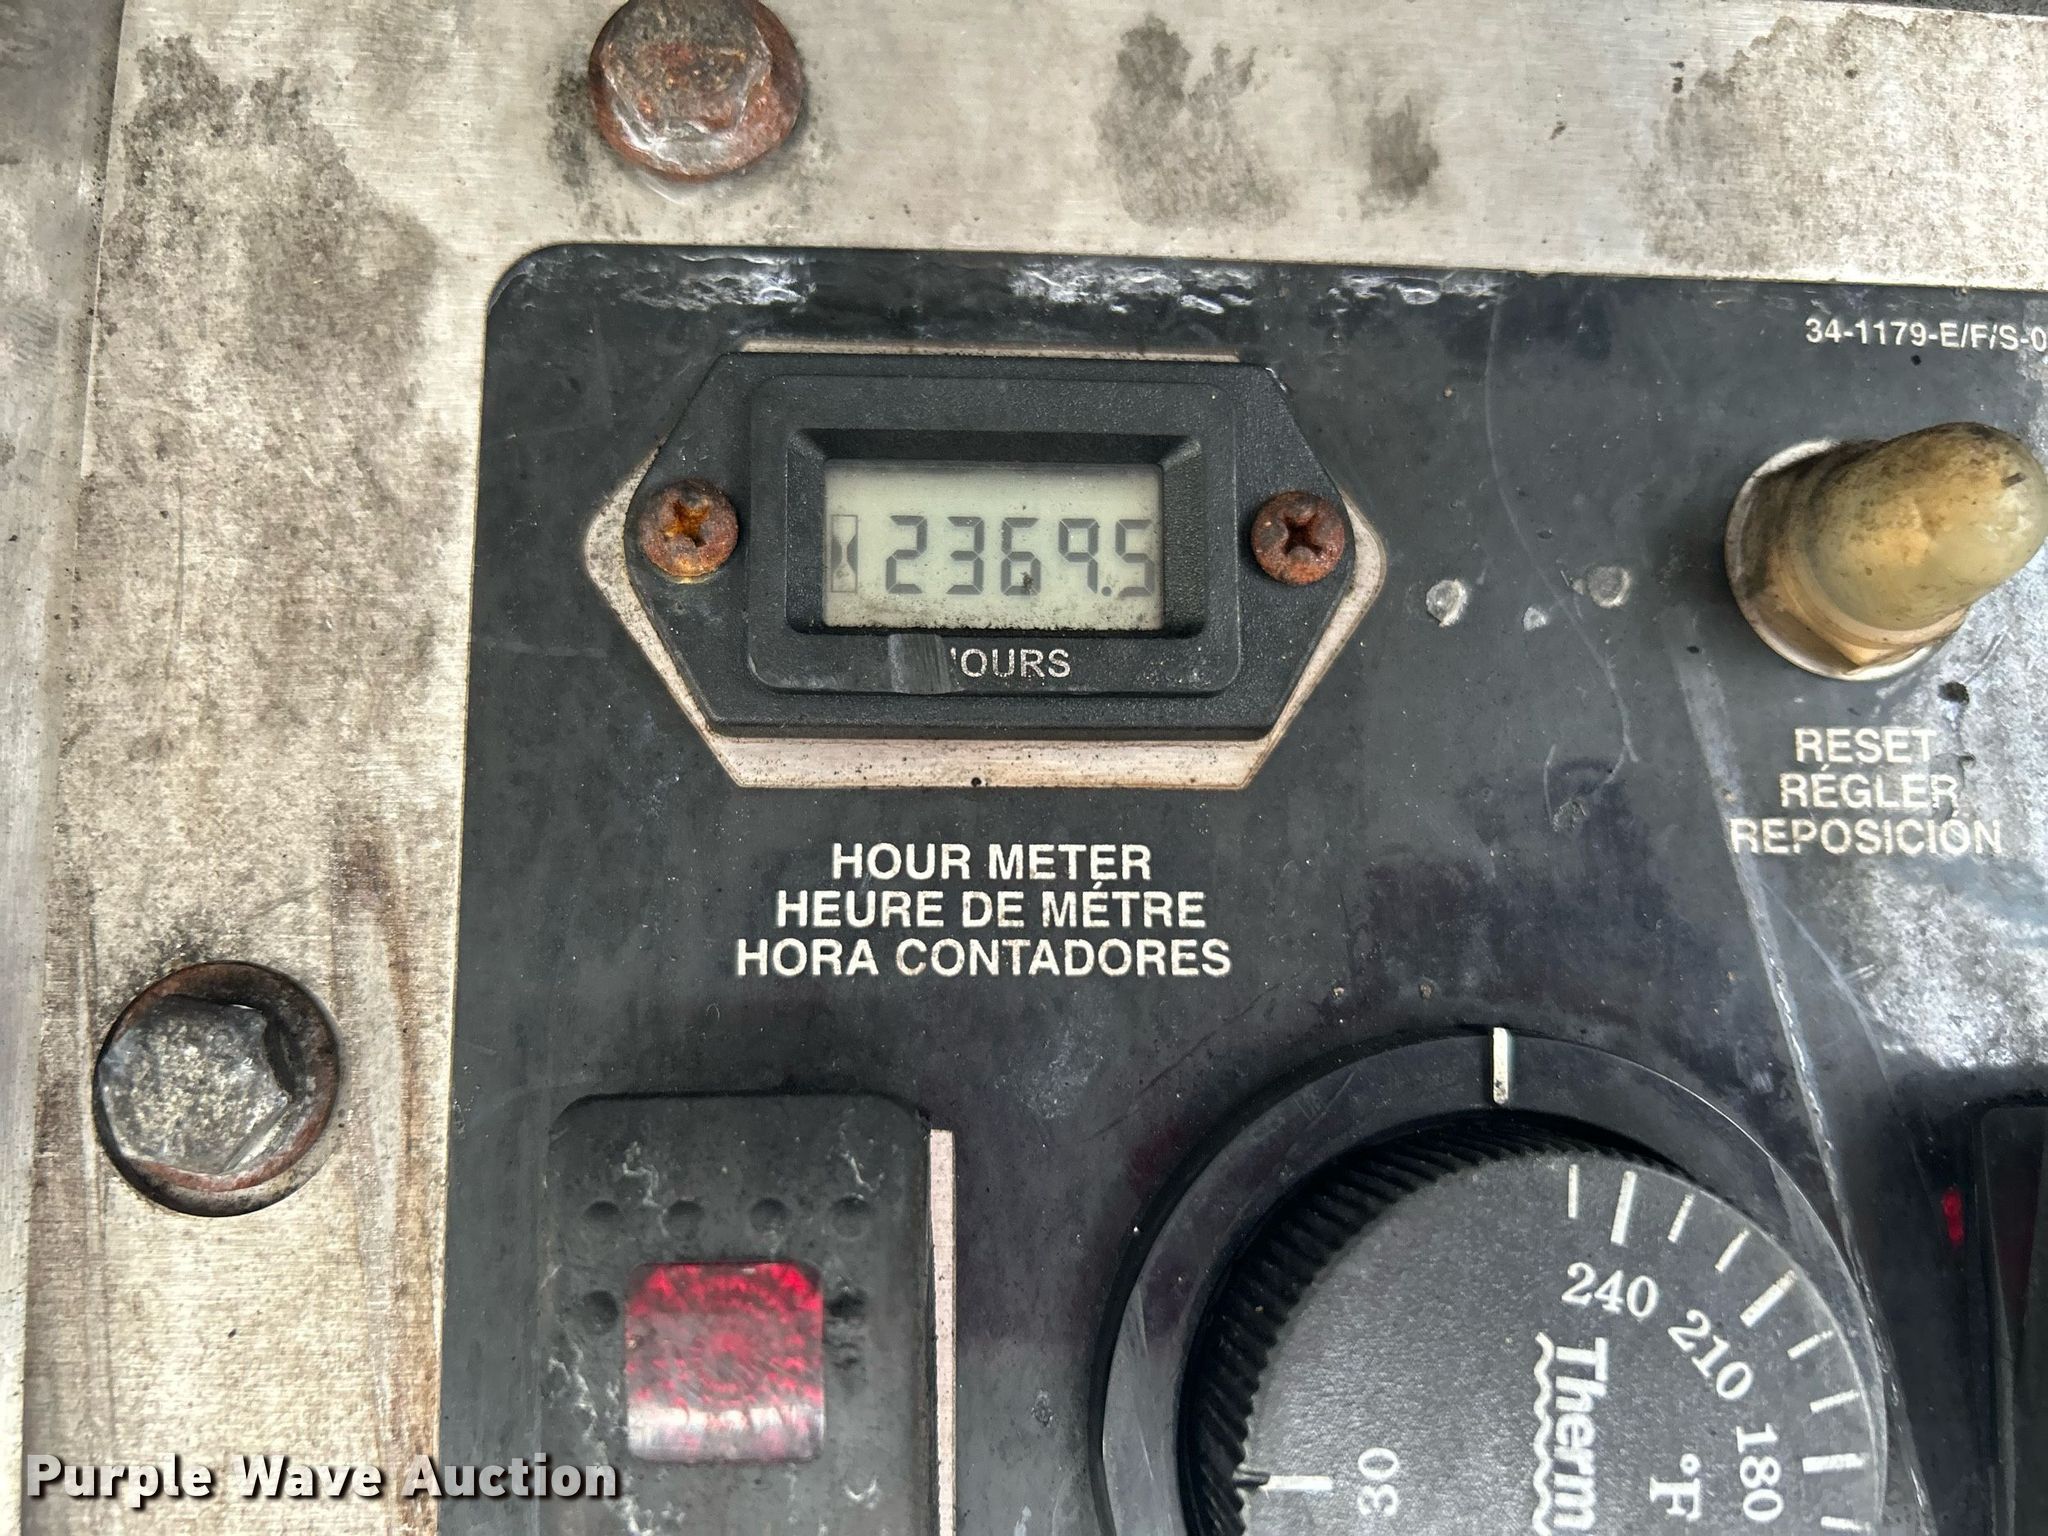 34-1179-E/F/S-0
2369.5
OURS
HOUR METER
HEURE DE MÉTRE
HORA CONTADORES
RESET
RÉGLER
REPOSICIÓN
240
210
180
°F
Therm
30
Purple Wave Auction